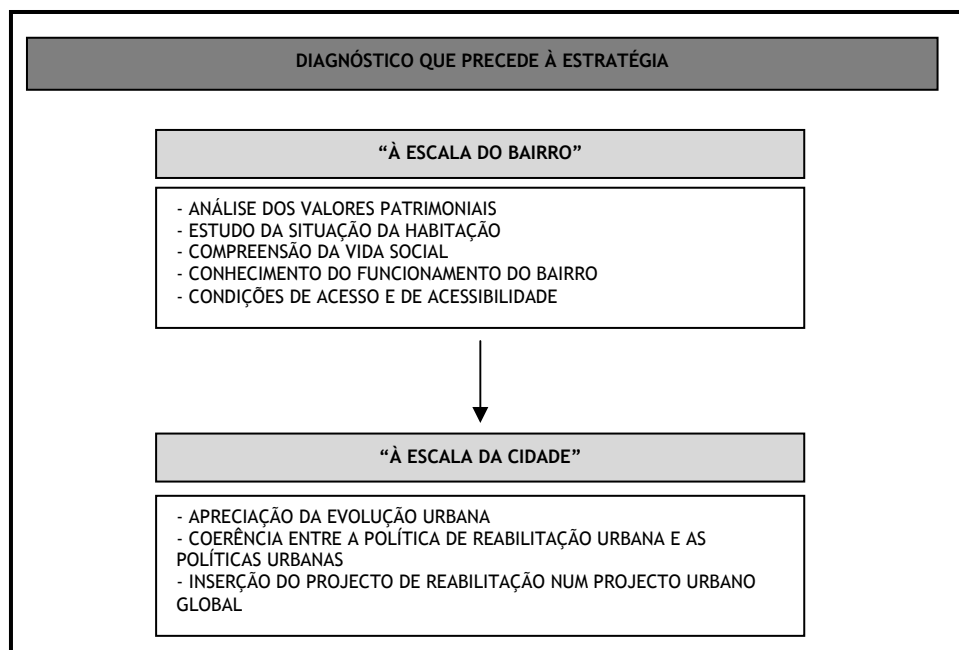 DIAGNÓSTICO QUE PRECEDE À ESTRATÉGIA
“À ESCALA DO BAIRRO”
- ANÁLISE DOS VALORES PATRIMONIAIS
- ESTUDO DA SITUAÇÃO DA HABITAÇÃO
- COMPREENSÃO DA VIDA SOCIAL
- CONHECIMENTO DO FUNCIONAMENTO DO BAIRRO
- CONDIÇÕES DE ACESSO E DE ACESSIBILIDADE
“À ESCALA DA CIDADE”
- APRECIAÇÃO DA EVOLUÇÃO URBANA
- COERÊNCIA ENTRE A POLÍTICA DE REABILITAÇÃO URBANA E AS
POLÍTICAS URBANAS
- INSERÇÃO DO PROJECTO DE REABILITAÇÃO NUM PROJECTO URBANO
GLOBAL